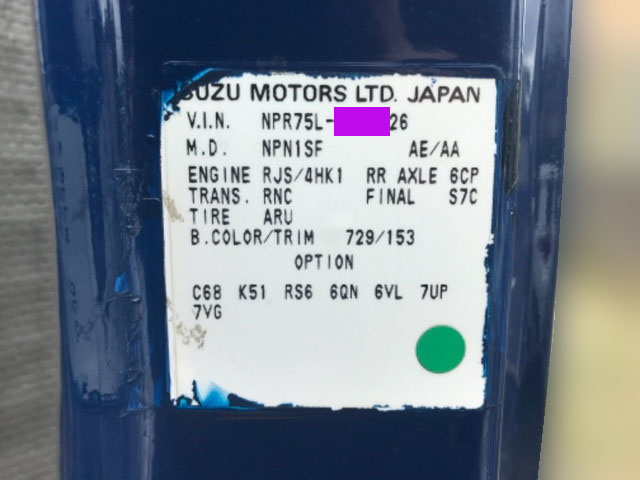 ISUZU MOTORS LTD. JAPAN
V.I.N. NPR75L- 26
M.D. NPN1SF AE/AA
ENGINE RJS/4HK1 RR AXLE 6CP
TRANS. RNC FINAL S7C
TIRE ARU
B.COLOR/TRIM 729/153
OPTION
C68 K51 RS6 6QN 6VL 7UP
7VG